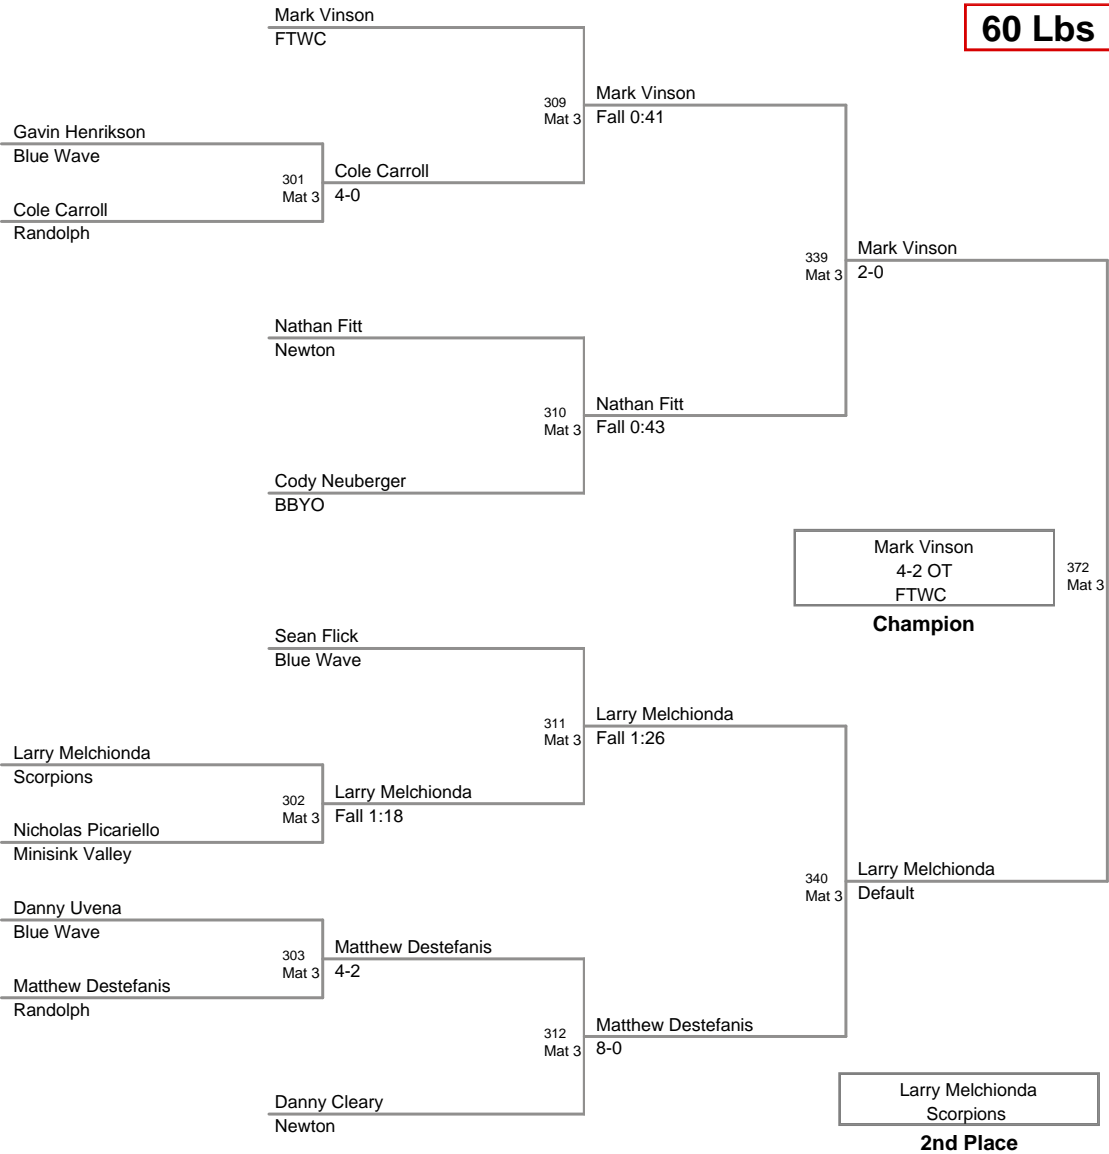 Mark Vinson
FTWC
60 Lbs
309
Mat 3
Mark Vinson
Fall 0:41
Gavin Henrikson
Blue Wave
301
Mat 3
Cole Carroll
4-0
Cole Carroll
Randolph
339
Mat 3
Mark Vinson
2-0
Nathan Fitt
Newton
310
Mat 3
Nathan Fitt
Fall 0:43
Cody Neuberger
BBYO
Mark Vinson
4-2 OT
FTWC
Champion
372
Mat 3
Sean Flick
Blue Wave
311
Mat 3
Larry Melchionda
Fall 1:26
Larry Melchionda
Scorpions
302
Mat 3
Larry Melchionda
Fall 1:18
Nicholas Picariello
Minisink Valley
340
Mat 3
Larry Melchionda
Default
Danny Uvena
Blue Wave
303
Mat 3
Matthew Destefanis
4-2
Matthew Destefanis
Randolph
312
Mat 3
Matthew Destefanis
8-0
Danny Cleary
Newton
Larry Melchionda
Scorpions
2nd Place